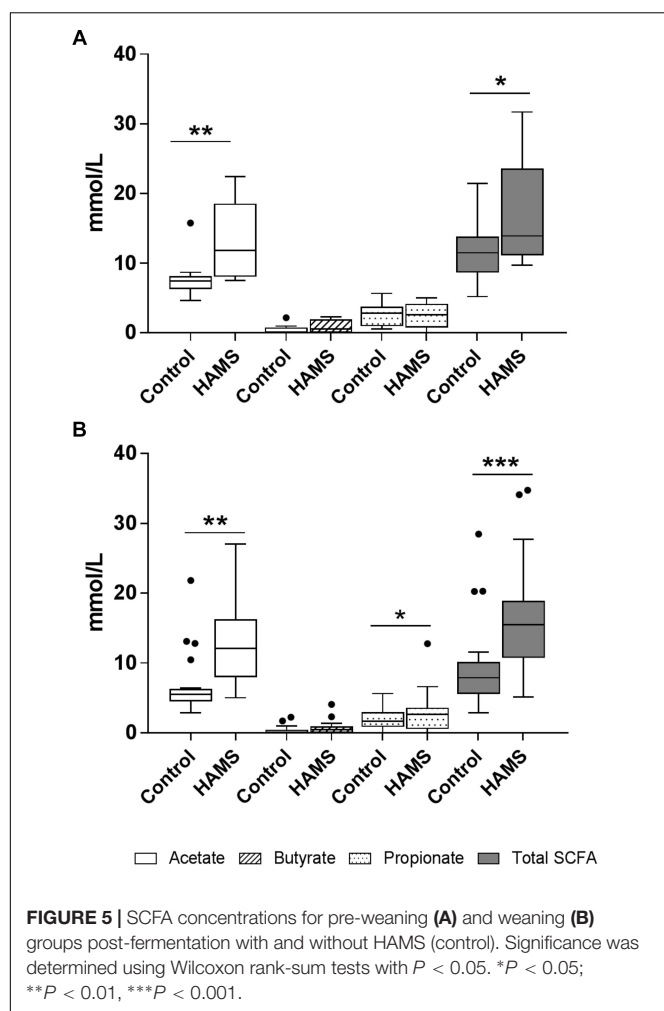 A
40
**
*
30
mmol/L
20
10
0
Control HAMS Control HAMS Control HAMS Control HAMS
B
40
***
**
30
mmol/L
20
*
10
0
Control HAMS Control HAMS Control HAMS Control HAMS
Acetate Butyrate Propionate Total SCFA
FIGURE 5 | SCFA concentrations for pre-weaning (A) and weaning (B)
groups post-fermentation with and without HAMS (control). Significance was
determined using Wilcoxon rank-sum tests with P < 0.05. *P < 0.05;
**P < 0.01, ***P < 0.001.